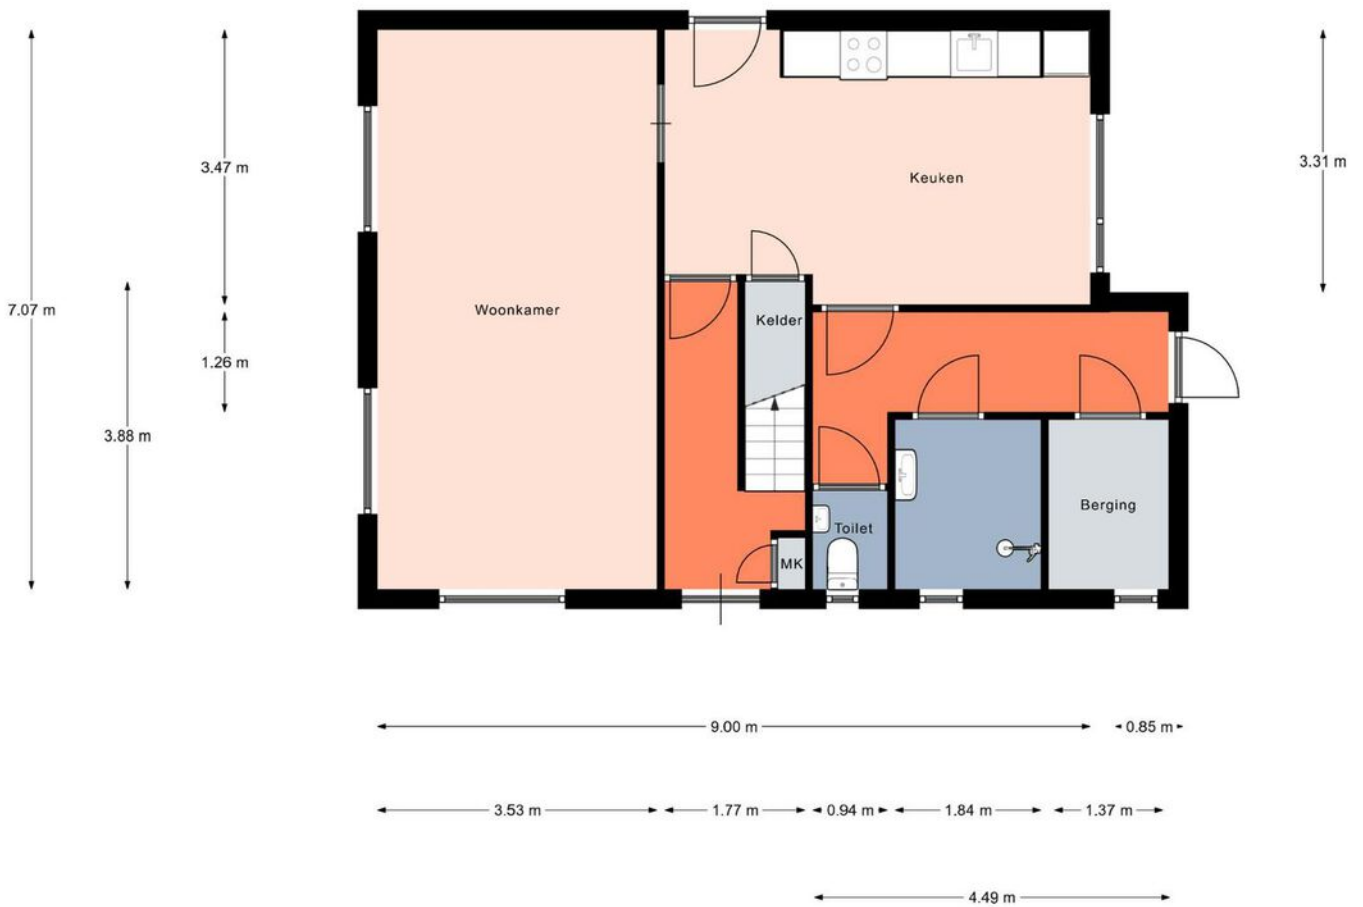 3.47 m
3.31 m
Keuken
7.07 m
Woonkamer
Kelder
1.26 m
3.88 m
Berging
Toilet
MK
9.00 m
0.85 m
3.53 m
1.77 m
0.94 m
1.84 m
1.37 m
4.49 m